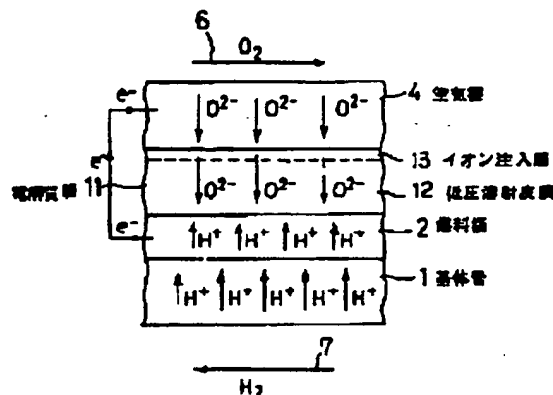 6
O₂
e⁻
O²⁻ O²⁻ O²⁻
4 空気極
13 イオン注入層
e
電解質層 11
O²⁻ O²⁻ O²⁻
12 低圧溶射皮膜
e⁻
H⁺ H⁺ H⁺ H⁺
2 燃料極
H⁺ H⁺ H⁺ H⁺ H⁺
1 基体管
7
H₂